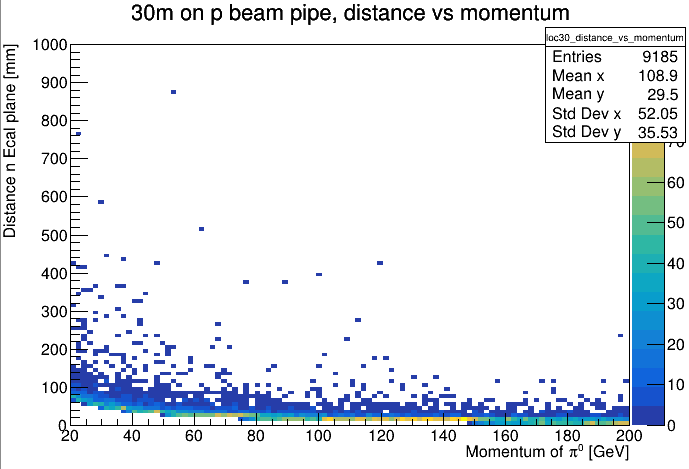 30m on p beam pipe, distance vs momentum
loc30_distance_vs_momentum
Entries 9185
Mean x 108.9
Mean y 29.5
Std Dev x 52.05
Std Dev y 35.53
Distance n Ecal plane [mm]
1000
900
800
700
600
500
400
300
200
100
0
70
60
50
40
30
20
10
0
20 40 60 80 100 120 140 160 180 200
Momentum of π⁰ [GeV]